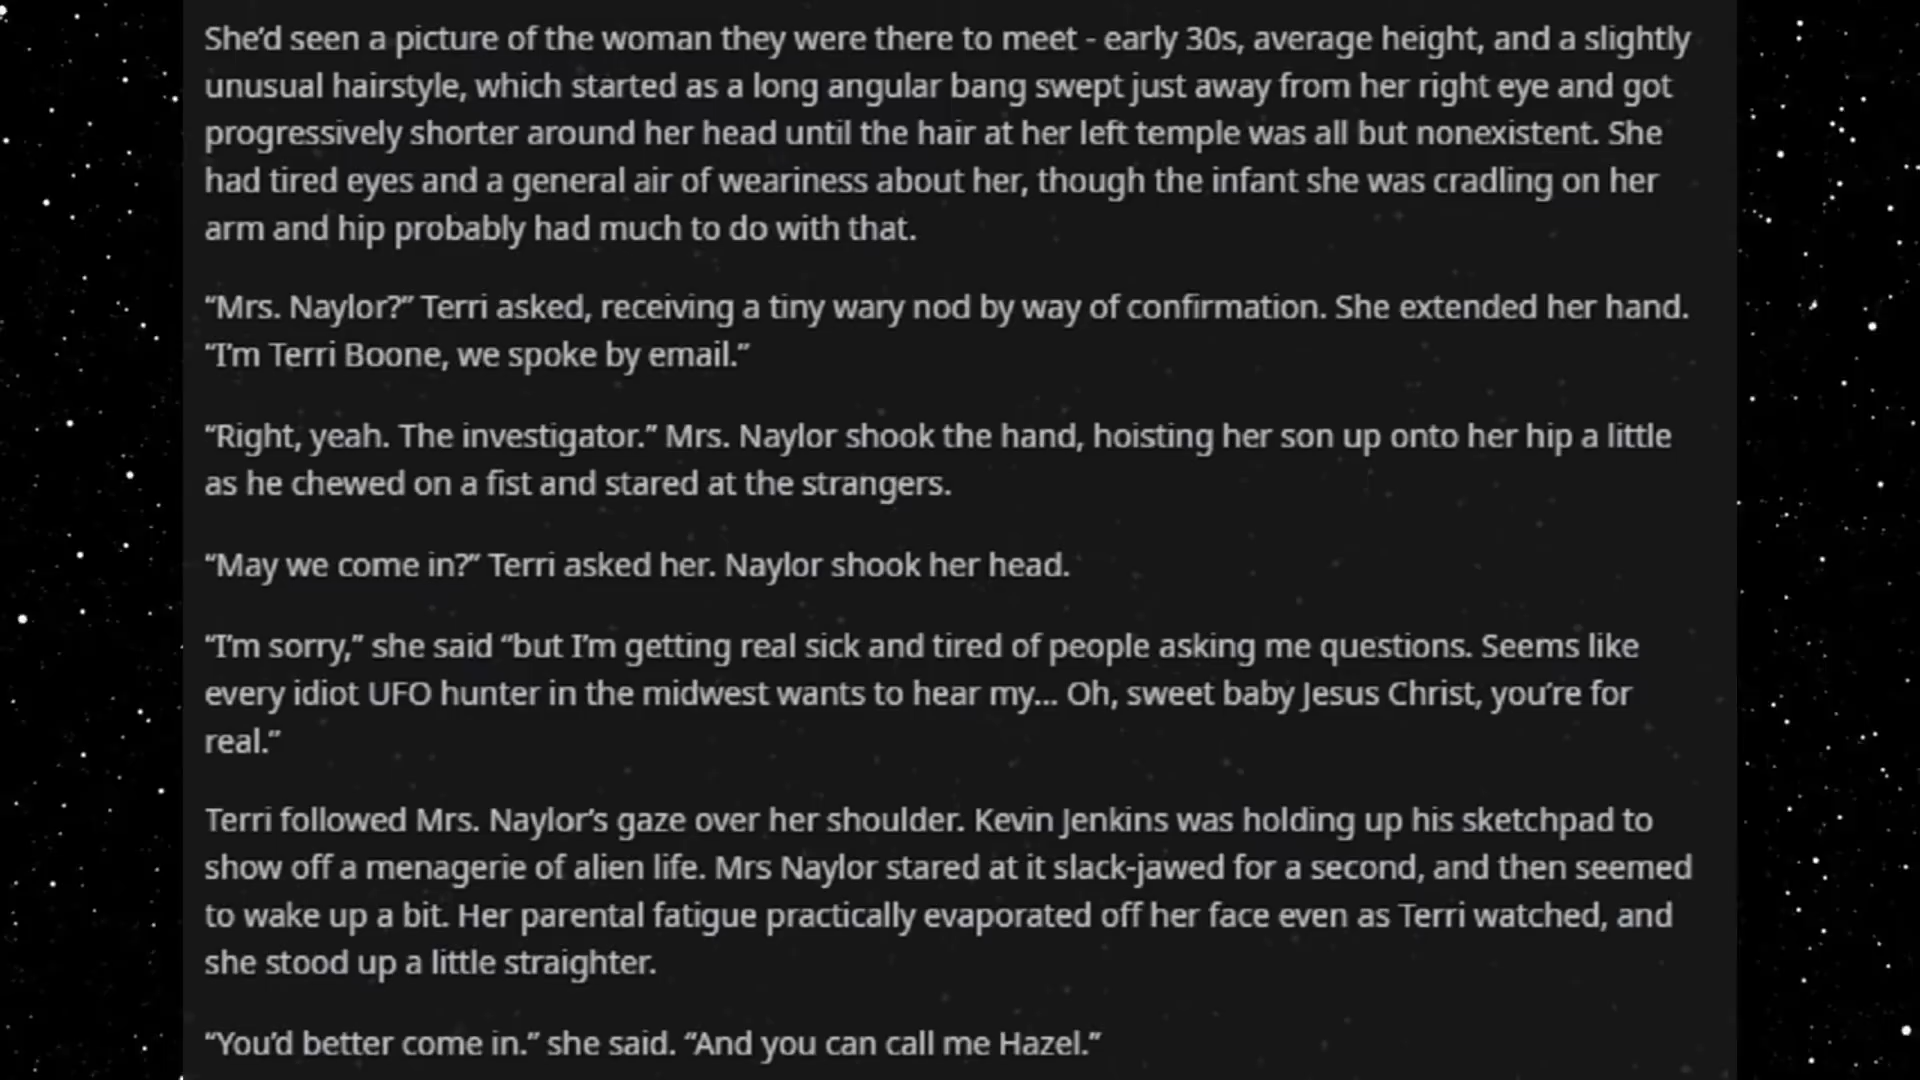 She’d seen a picture of the woman they were there to meet - early 30s, average height, and a slightly
unusual hairstyle, which started as a long angular bang swept just away from her right eye and got
progressively shorter around her head until the hair at her left temple was all but nonexistent. She
had tired eyes and a general air of weariness about her, though the infant she was cradling on her
arm and hip probably had much to do with that.
“Mrs. Naylor?” Terri asked, receiving a tiny wary nod by way of confirmation. She extended her hand.
“I’m Terri Boone, we spoke by email.”
“Right, yeah. The investigator.” Mrs. Naylor shook the hand, hoisting her son up onto her hip a little
as he chewed on a fist and stared at the strangers.
“May we come in?” Terri asked her. Naylor shook her head.
“I’m sorry,” she said “but I’m getting real sick and tired of people asking me questions. Seems like
every idiot UFO hunter in the midwest wants to hear my... Oh, sweet baby Jesus Christ, you’re for
real.”
Terri followed Mrs. Naylor’s gaze over her shoulder. Kevin Jenkins was holding up his sketchpad to
show off a menagerie of alien life. Mrs Naylor stared at it slack-jawed for a second, and then seemed
to wake up a bit. Her parental fatigue practically evaporated off her face even as Terri watched, and
she stood up a little straighter.
“You’d better come in.” she said. “And you can call me Hazel.”